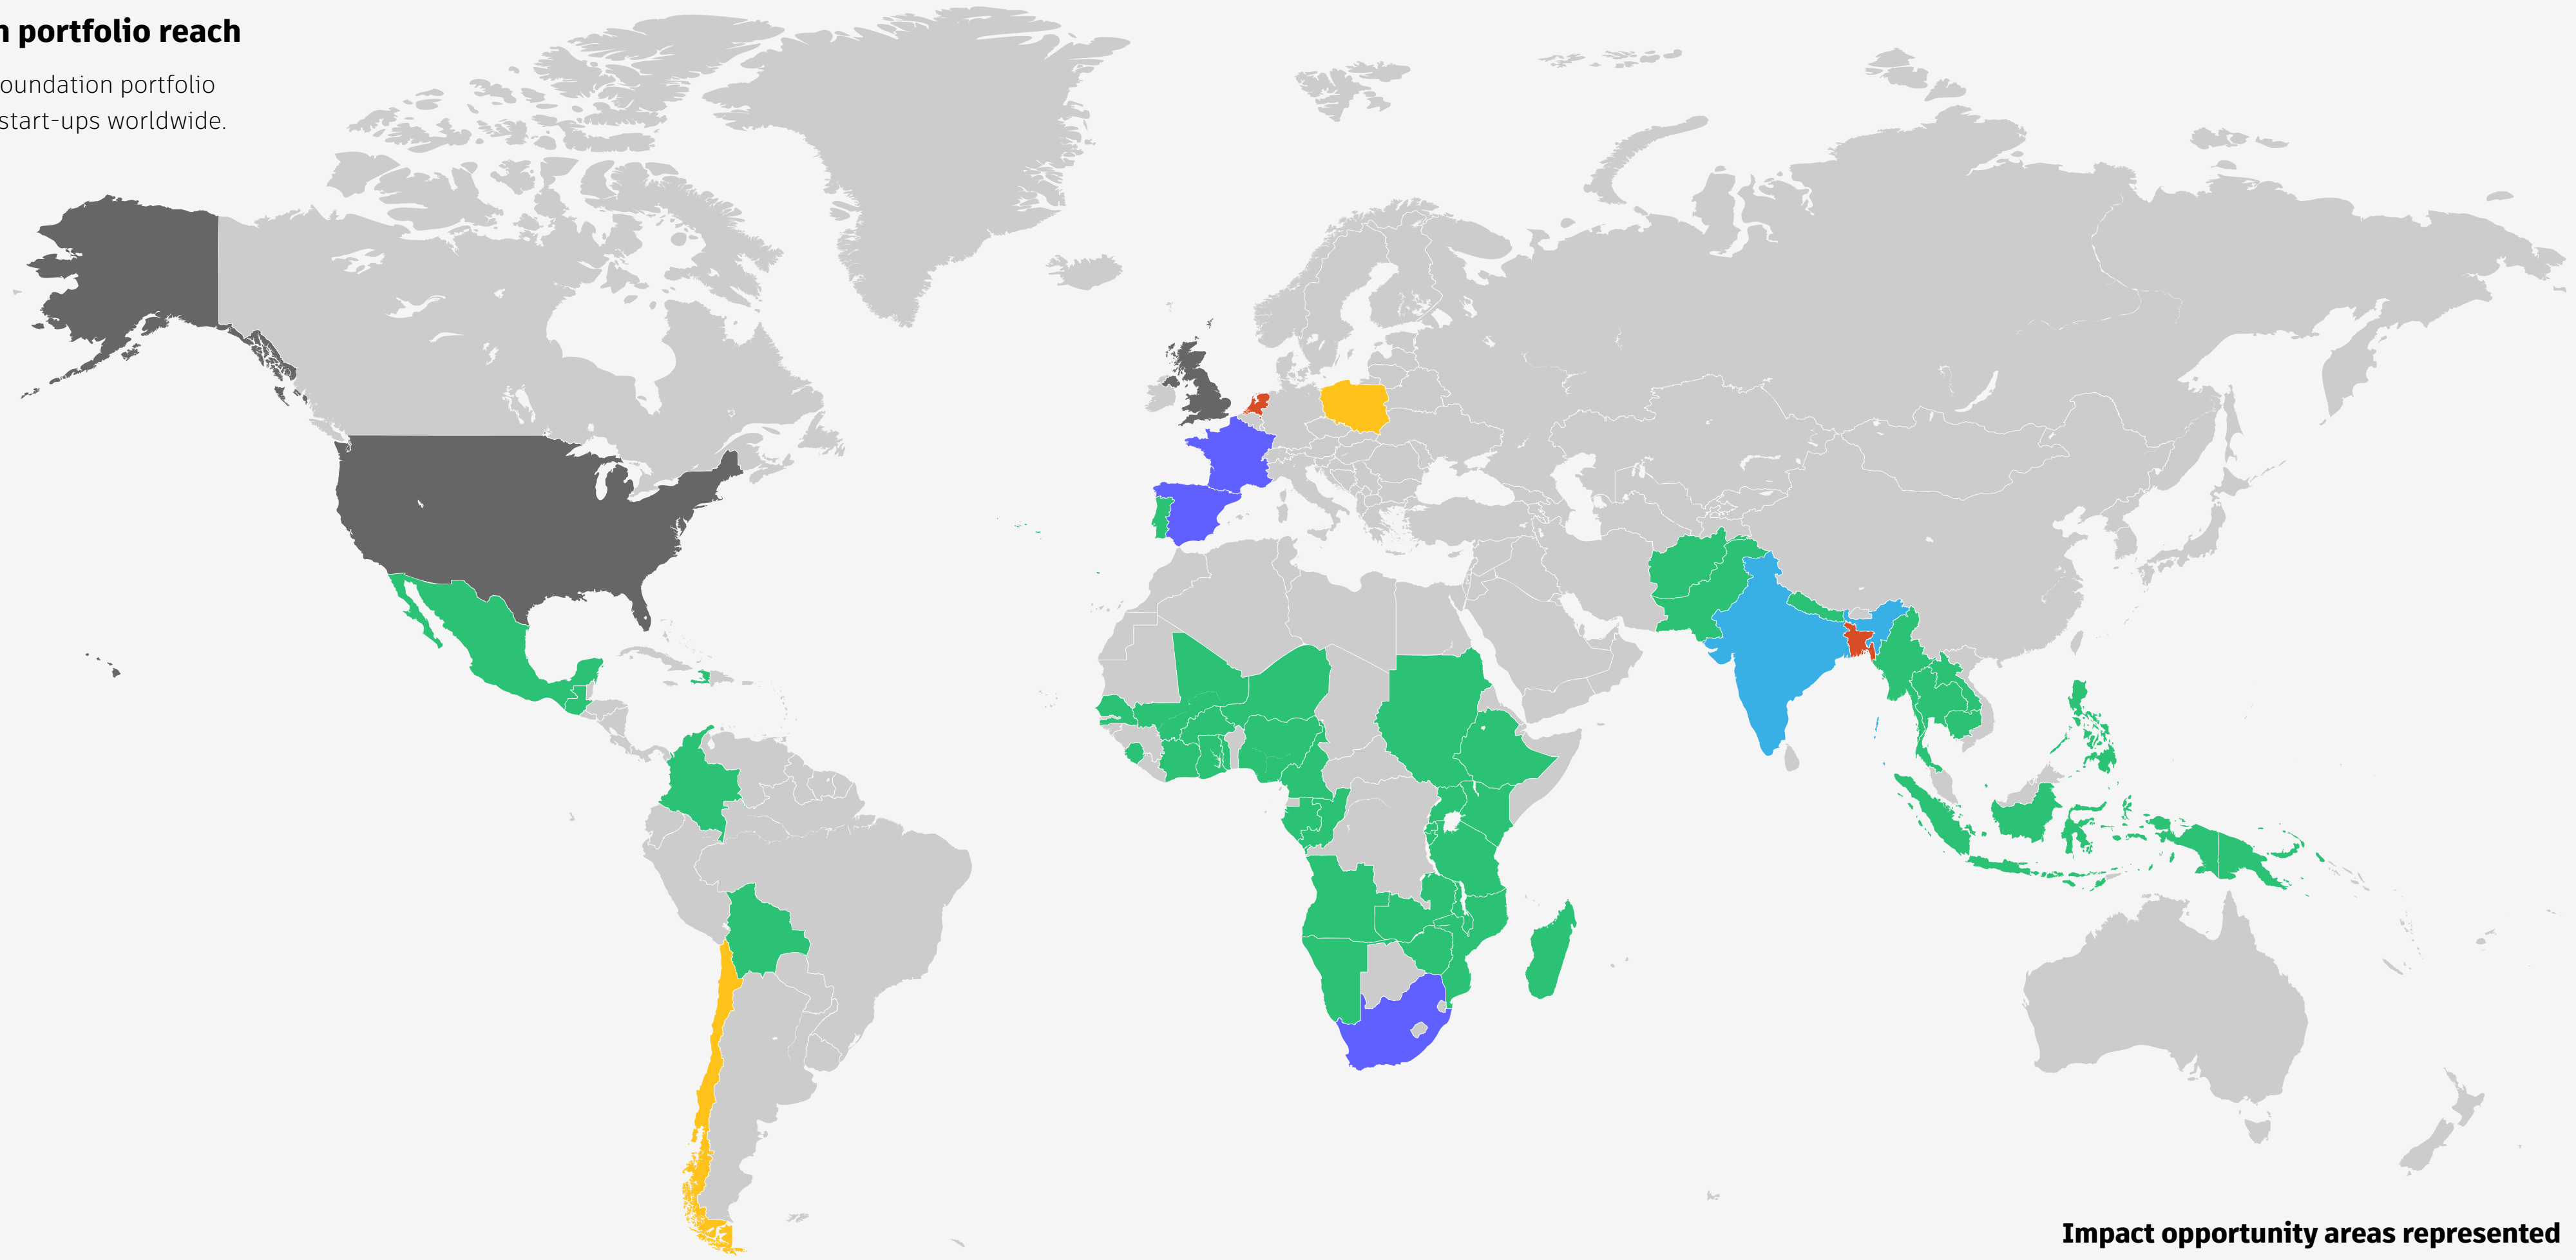 n portfolio reach
oundation portfolio
start-ups worldwide.
Impact opportunity areas represented